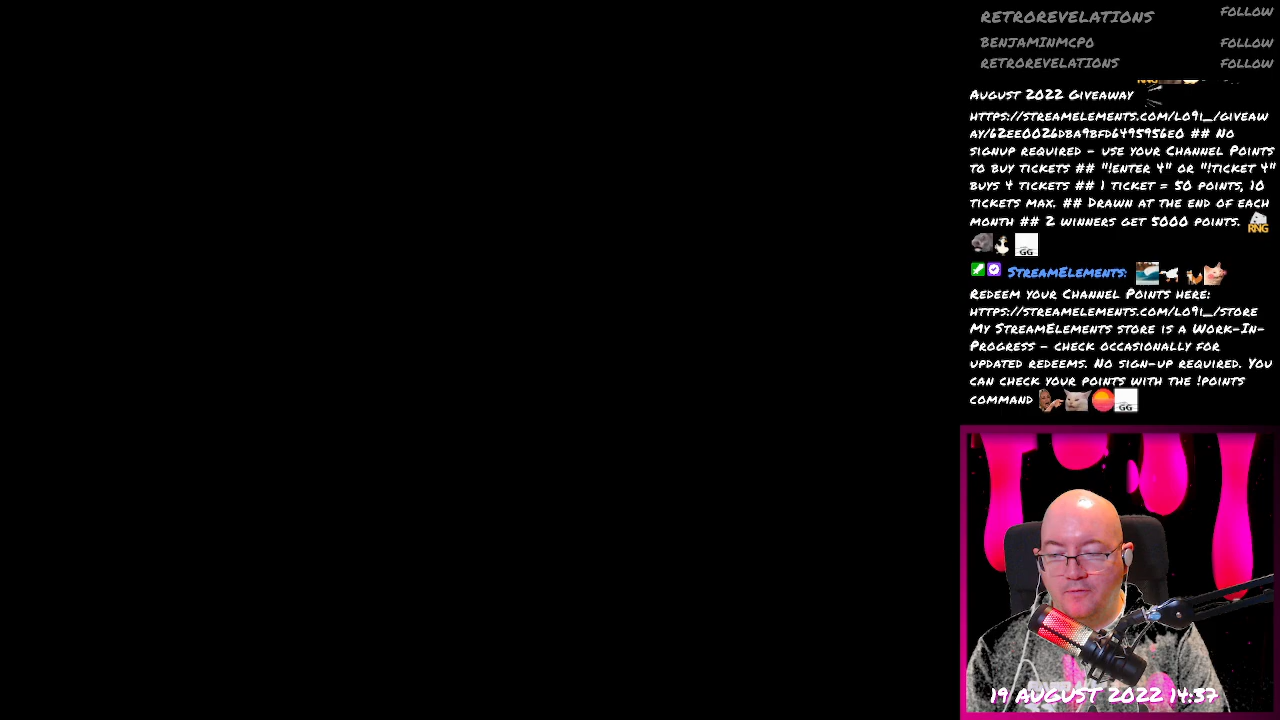 RETROREVELATIONS FOLLOW
BENJAMINMCPO FOLLOW
RETROREVELATIONS FOLLOW
August 2022 Giveaway
https://streamelements.com/lo9i_/giveaw
ay/62ee0026dba9bfd6495956e0 ## No
signup required - use your Channel Points
to buy tickets ## "!enter 4" or "!ticket 4"
buys 4 tickets ## 1 ticket = 50 points, 10
tickets max. ## Drawn at the end of each
month ## 2 winners get 5000 points. RNG
GG
StreamElements:
Redeem your Channel Points here:
https://streamelements.com/lo9i_/store
My StreamElements store is a Work-In-
Progress - check occasionally for
updated redeems. No sign-up required. You
can check your points with the !points
command GG
19 AUGUST 2022 14:37